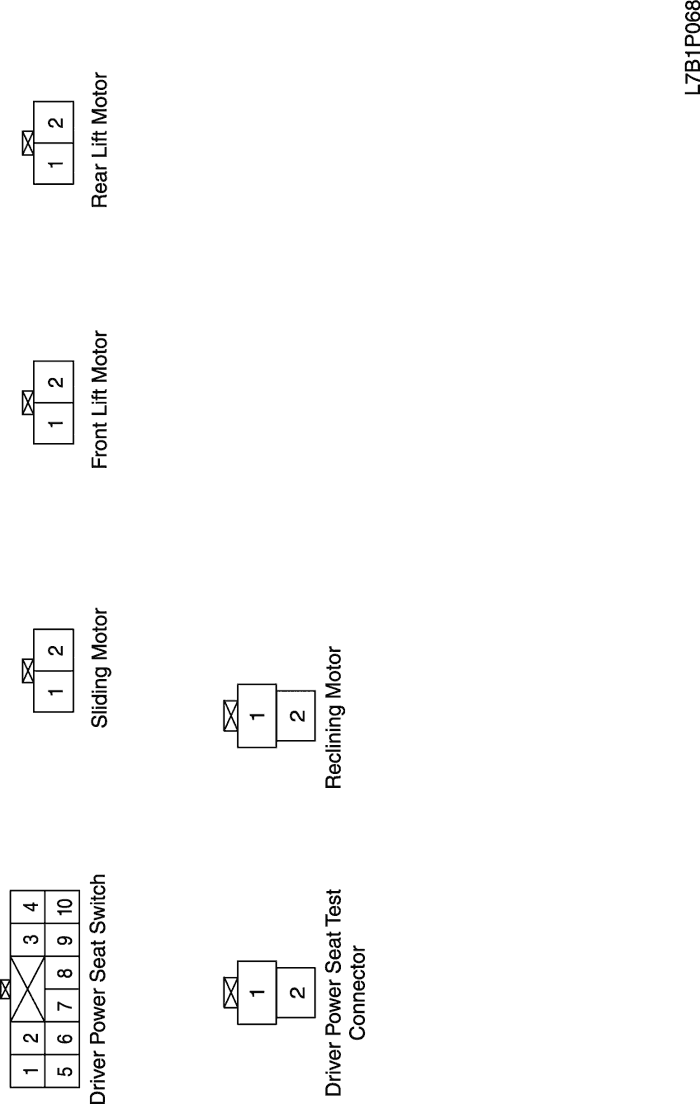 1 2 3 4
5 6 7 8 9 10
Driver Power Seat Switch
1 2
Sliding Motor
1 2
Front Lift Motor
1 2
Rear Lift Motor
1
2
Driver Power Seat Test
Connector
1
2
Reclining Motor
L7B1P068